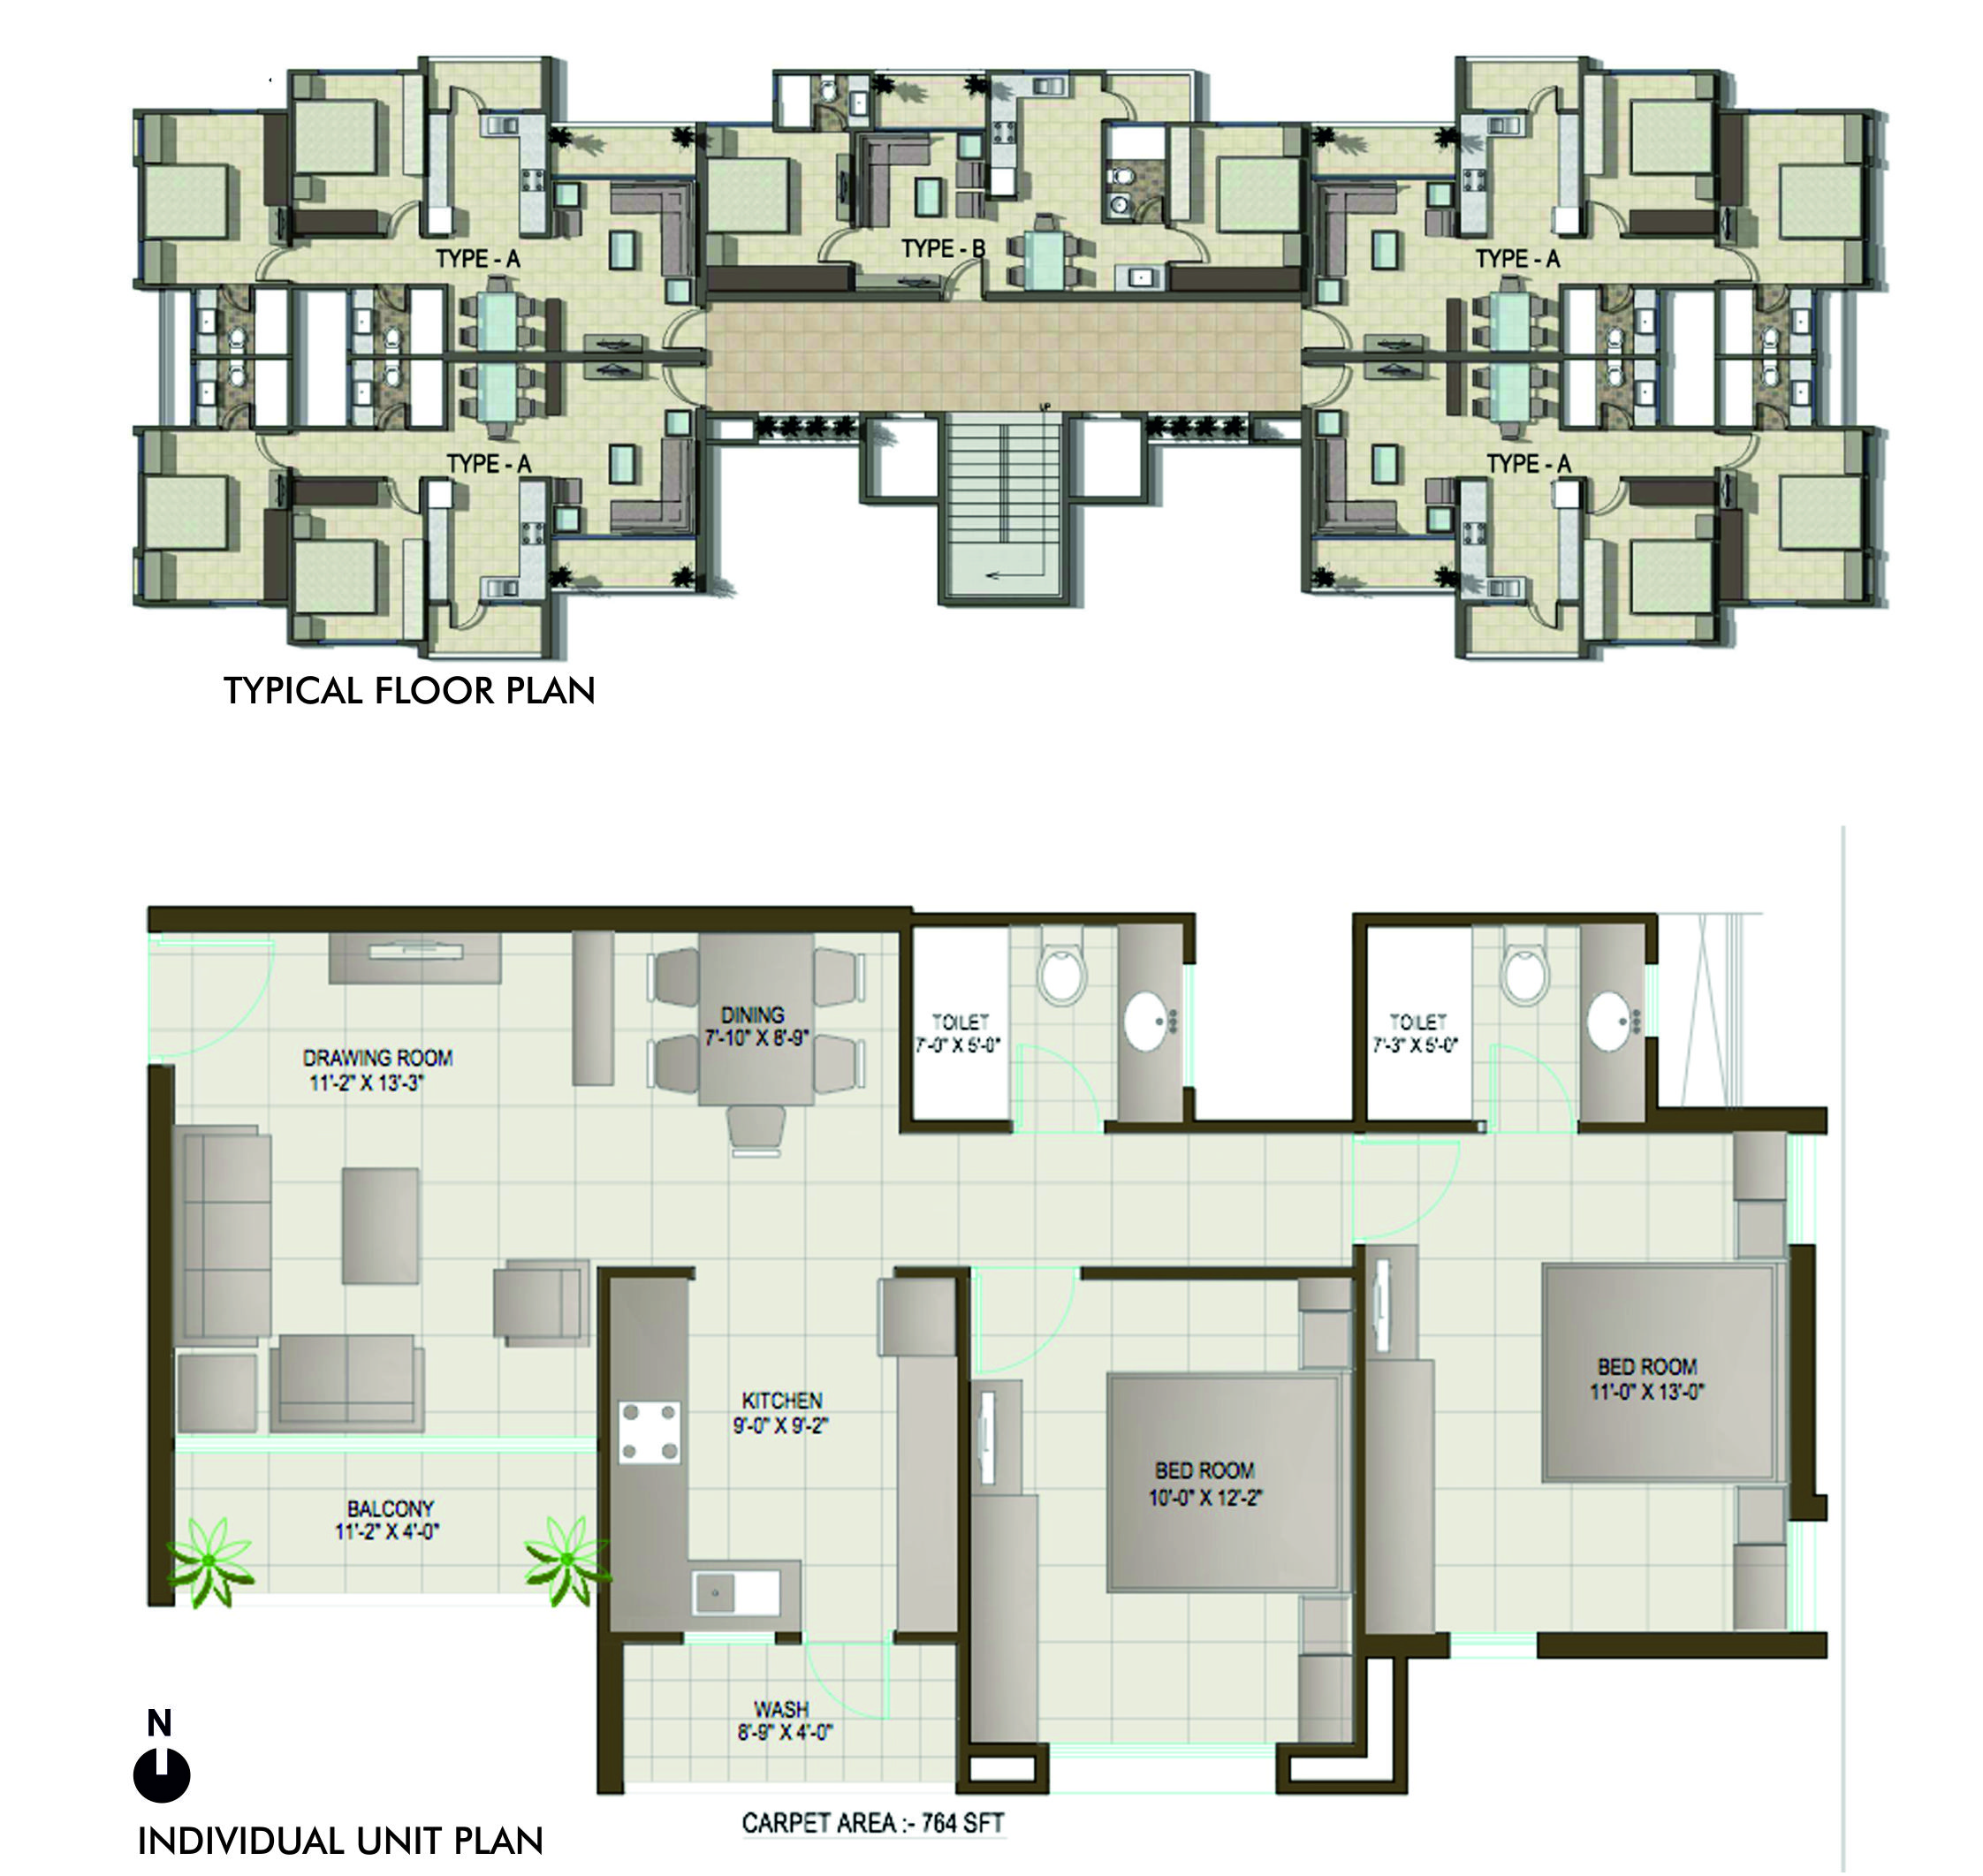 TYPE - A
TYPE - B
TYPE - A
UP
TYPE - A
TYPE - A
TYPICAL FLOOR PLAN
DINING
7'-10" X 8'-9"
TOILET
7'-0" X 5'-0"
TOILET
7'-3" X 5'-0"
DRAWING ROOM
11'-2" X 13'-3"
BED ROOM
11'-0" X 13'-0"
KITCHEN
9'-0" X 9'-2"
BED ROOM
10'-0" X 12'-2"
BALCONY
11'-2" X 4'-0"
WASH
8'-9" X 4'-0"
N
CARPET AREA :- 764 SFT
INDIVIDUAL UNIT PLAN